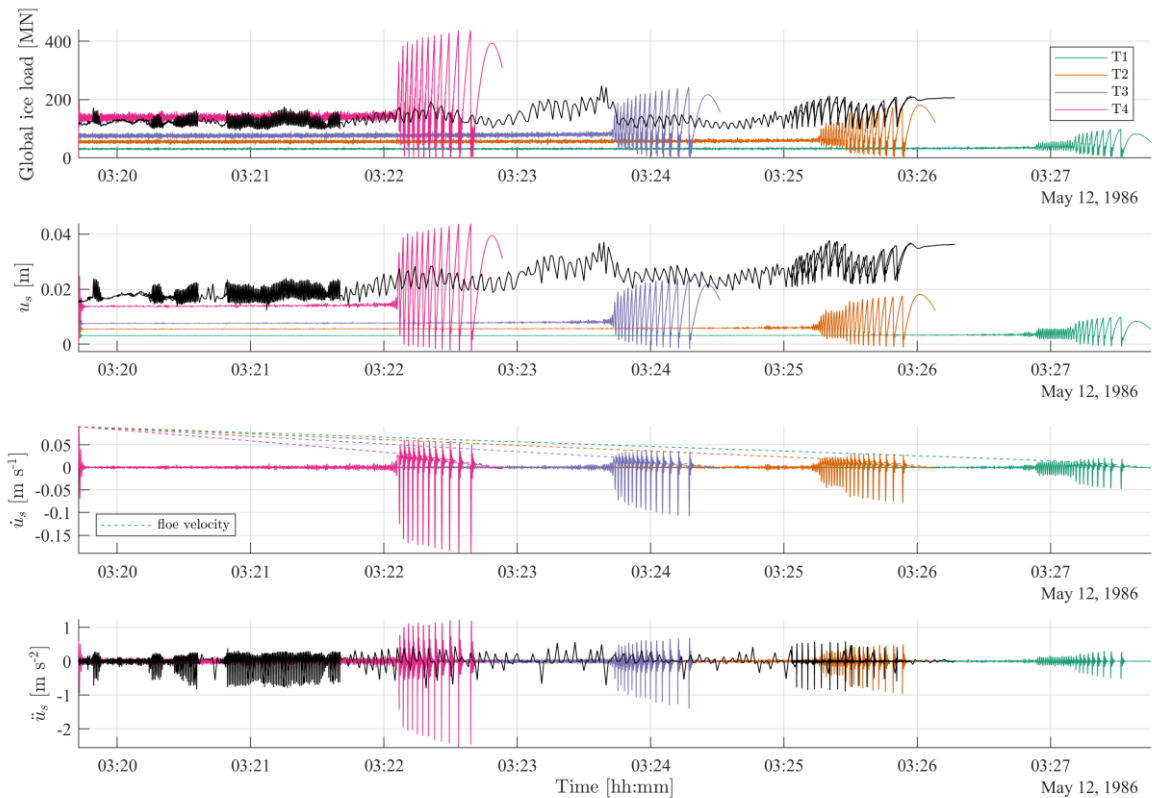 Global ice load [MN]
400
200
0
T1
T2
T3
T4
03:20 03:21 03:22 03:23 03:24 03:25 03:26 03:27
May 12, 1986
u_s [m]
0.04
0.02
0
03:20 03:21 03:22 03:23 03:24 03:25 03:26 03:27
May 12, 1986
u̇_s [m s⁻¹]
0.05
0
-0.05
-0.1
-0.15
floe velocity
03:20 03:21 03:22 03:23 03:24 03:25 03:26 03:27
May 12, 1986
ü_s [m s⁻²]
1
0
-1
-2
03:20 03:21 03:22 03:23 03:24 03:25 03:26 03:27
Time [hh:mm]
May 12, 1986